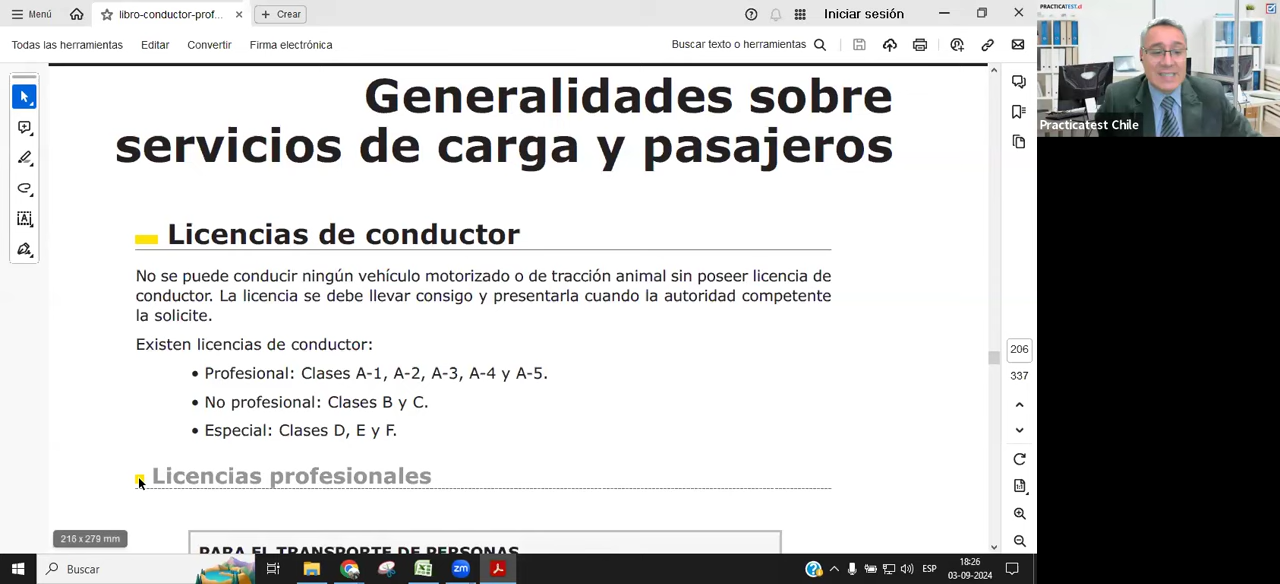 Menú
libro-conductor-prof...
Crear
Iniciar sesión
Todas las herramientas
Editar
Convertir
Firma electrónica
Buscar texto o herramientas
PRACTICATEST.cl
Practicatest Chile
Generalidades sobre
servicios de carga y pasajeros
Licencias de conductor
No se puede conducir ningún vehículo motorizado o de tracción animal sin poseer licencia de
conductor. La licencia se debe llevar consigo y presentarla cuando la autoridad competente
la solicite.
Existen licencias de conductor:
• Profesional: Clases A-1, A-2, A-3, A-4 y A-5.
• No profesional: Clases B y C.
• Especial: Clases D, E y F.
Licencias profesionales
PARA EL TRANSPORTE DE PERSONAS
206
337
216 x 279 mm
Buscar
ESP
18:26
03-09-2024